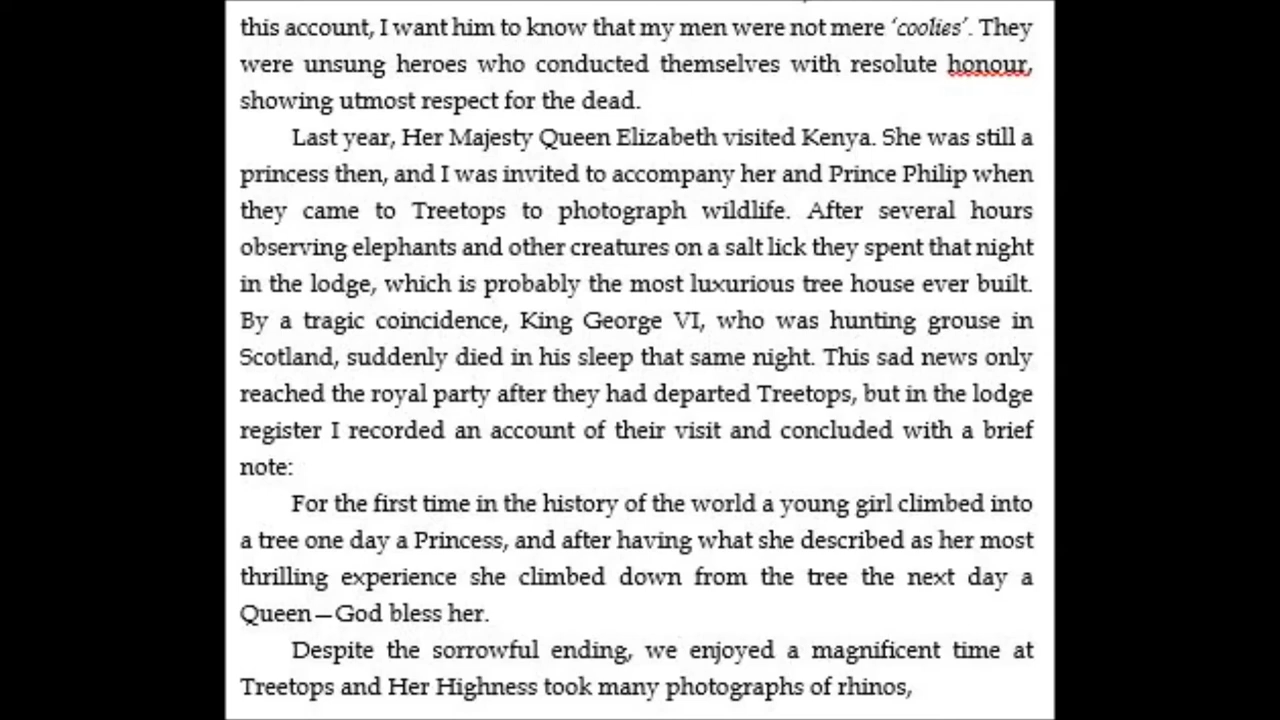 this account, I want him to know that my men were not mere ‘coolies’. They
were unsung heroes who conducted themselves with resolute honour,
showing utmost respect for the dead.
Last year, Her Majesty Queen Elizabeth visited Kenya. She was still a
princess then, and I was invited to accompany her and Prince Philip when
they came to Treetops to photograph wildlife. After several hours
observing elephants and other creatures on a salt lick they spent that night
in the lodge, which is probably the most luxurious tree house ever built.
By a tragic coincidence, King George VI, who was hunting grouse in
Scotland, suddenly died in his sleep that same night. This sad news only
reached the royal party after they had departed Treetops, but in the lodge
register I recorded an account of their visit and concluded with a brief
note:
For the first time in the history of the world a young girl climbed into
a tree one day a Princess, and after having what she described as her most
thrilling experience she climbed down from the tree the next day a
Queen—God bless her.
Despite the sorrowful ending, we enjoyed a magnificent time at
Treetops and Her Highness took many photographs of rhinos,